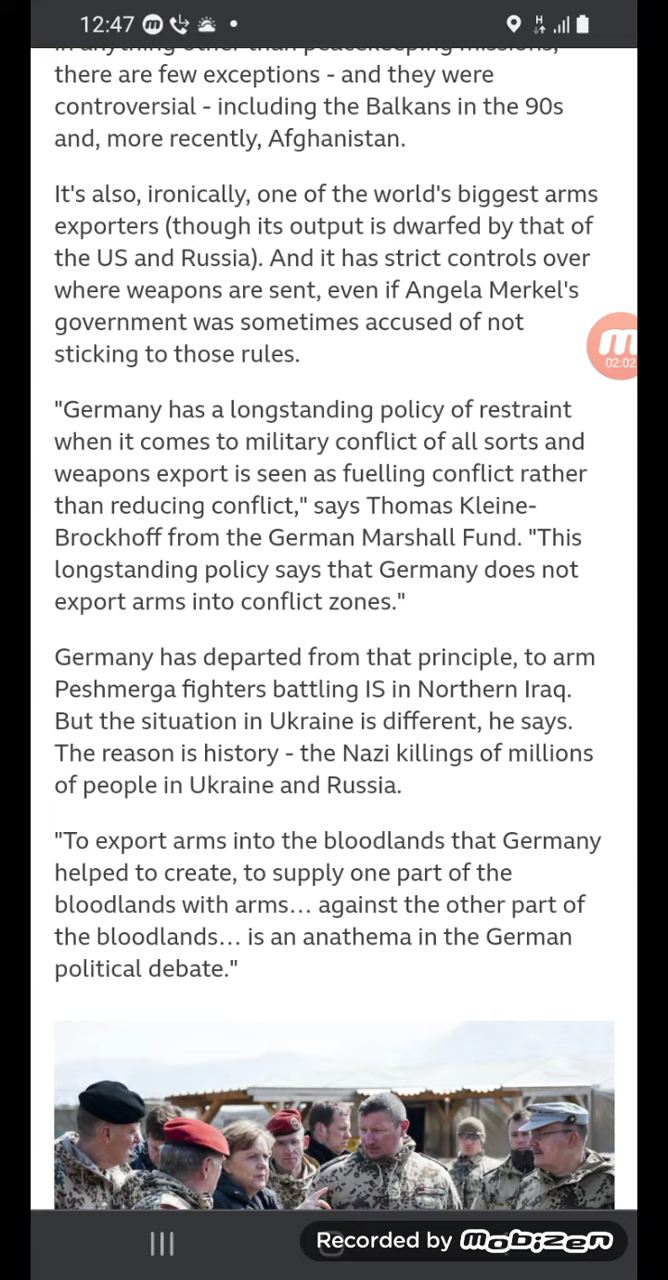 12:47
H
in anything other than peacekeeping missions,
there are few exceptions - and they were
controversial - including the Balkans in the 90s
and, more recently, Afghanistan.
It's also, ironically, one of the world's biggest arms
exporters (though its output is dwarfed by that of
the US and Russia). And it has strict controls over
where weapons are sent, even if Angela Merkel's
government was sometimes accused of not
sticking to those rules.
02:02
"Germany has a longstanding policy of restraint
when it comes to military conflict of all sorts and
weapons export is seen as fuelling conflict rather
than reducing conflict," says Thomas Kleine-
Brockhoff from the German Marshall Fund. "This
longstanding policy says that Germany does not
export arms into conflict zones."
Germany has departed from that principle, to arm
Peshmerga fighters battling IS in Northern Iraq.
But the situation in Ukraine is different, he says.
The reason is history - the Nazi killings of millions
of people in Ukraine and Russia.
"To export arms into the bloodlands that Germany
helped to create, to supply one part of the
bloodlands with arms... against the other part of
the bloodlands... is an anathema in the German
political debate."
Recorded by mobizen